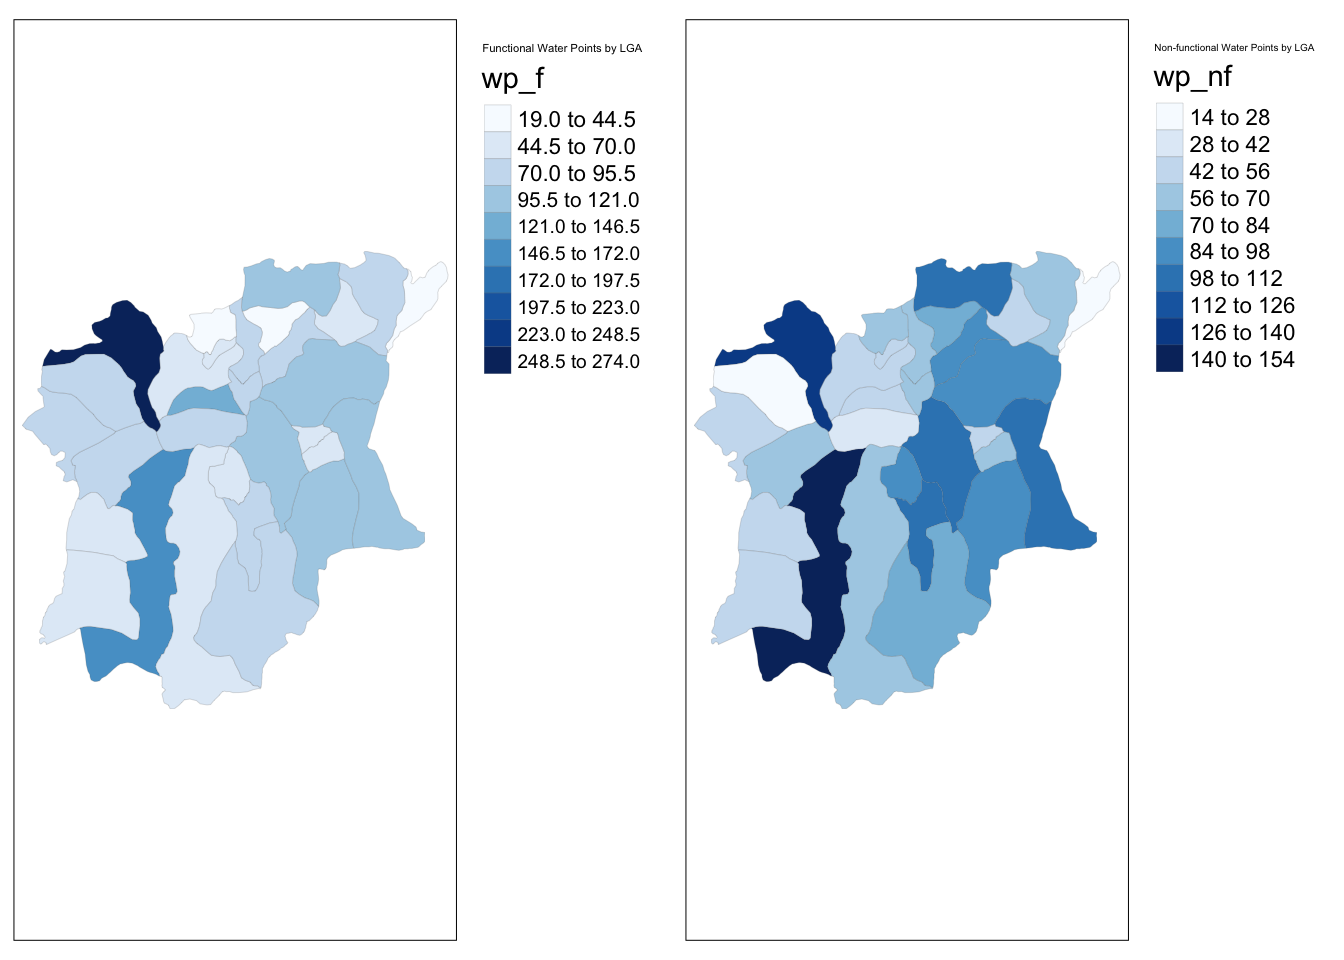 Functional Water Points by LGA
wp_f
19.0 to 44.5
44.5 to 70.0
70.0 to 95.5
95.5 to 121.0
121.0 to 146.5
146.5 to 172.0
172.0 to 197.5
197.5 to 223.0
223.0 to 248.5
248.5 to 274.0
Non-functional Water Points by LGA
wp_nf
14 to 28
28 to 42
42 to 56
56 to 70
70 to 84
84 to 98
98 to 112
112 to 126
126 to 140
140 to 154